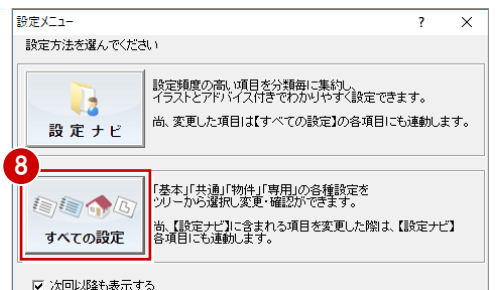 設定メニュー ? ×
設定方法を選んでください
設定ナビ
設定頻度の高い項目を分類毎に集約し、
イラストとアドバイス付きでわかりやすく設定できます。
尚、変更した項目は【すべての設定】の各項目にも連動します。
8
すべての設定
「基本」「共通」「物件」「専用」の各種設定を
ツリーから選択し変更・確認ができます。
尚、【設定ナビ】に含まれる項目を変更した際は、【設定ナビ】
各項目にも連動します。
次回以降も表示する